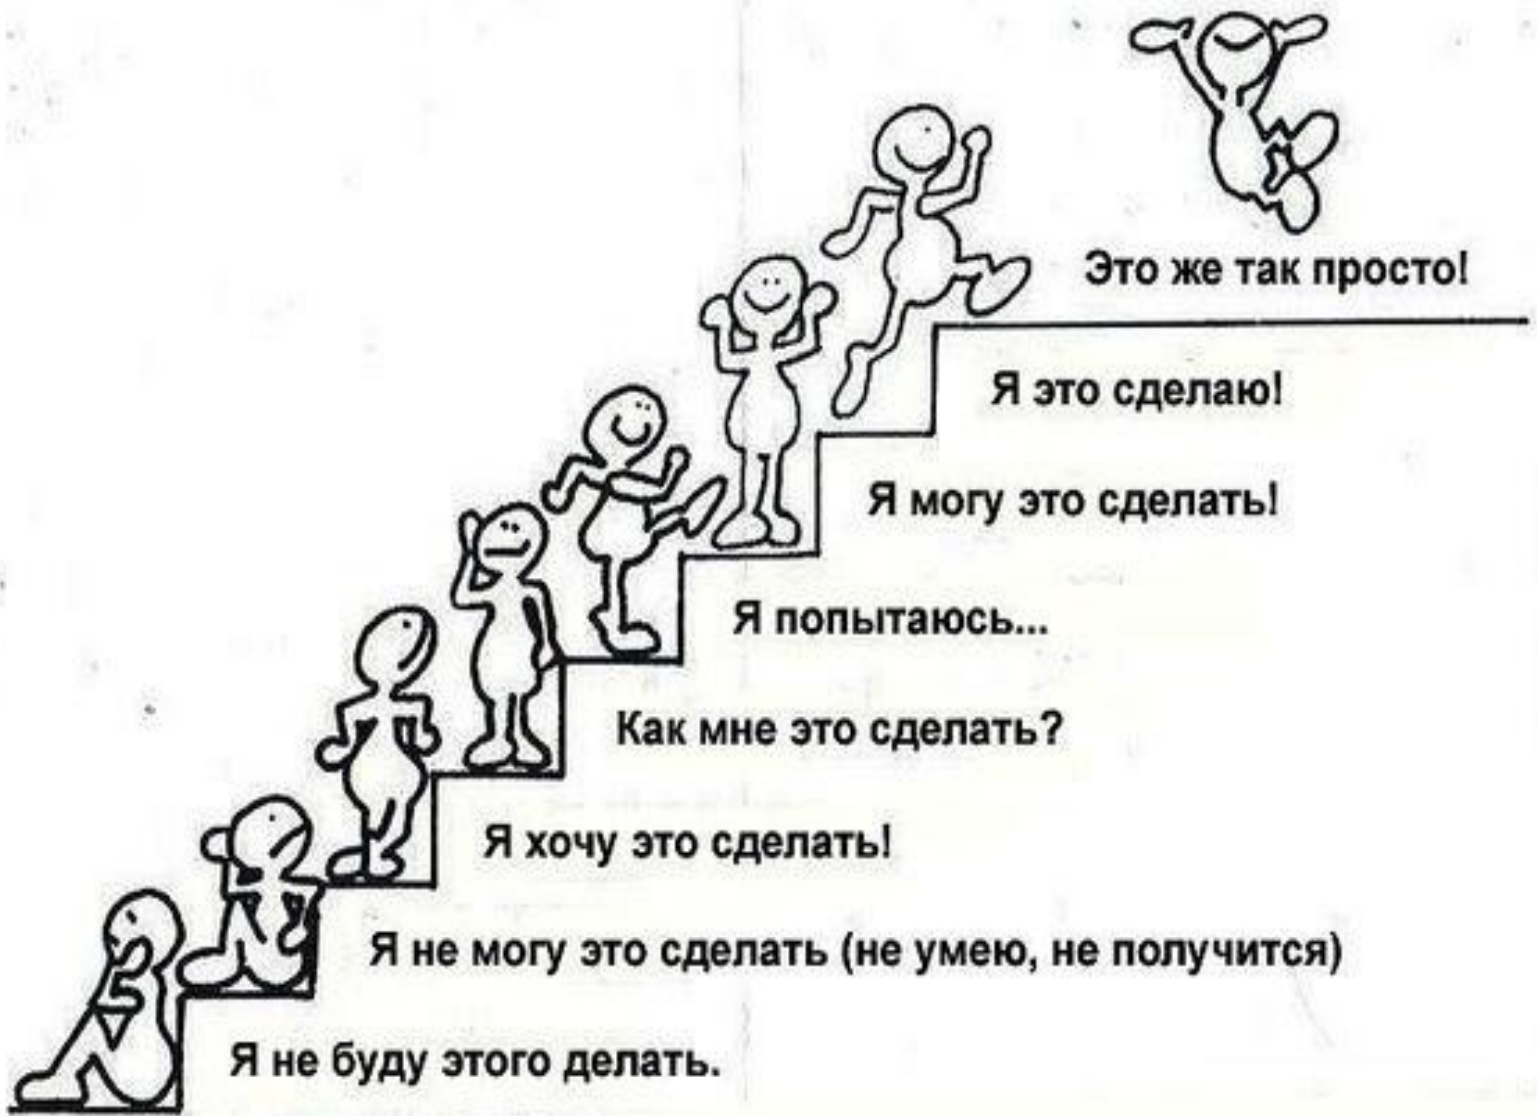 Это же так просто!
Я это сделаю!
Я могу это сделать!
Я попытаюсь...
Как мне это сделать?
Я хочу это сделать!
Я не могу это сделать (не умею, не получится)
Я не буду этого делать.